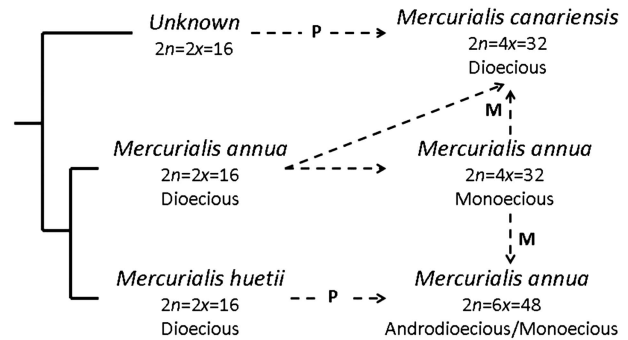 Unknown
2n=2x=16
P
Mercurialis canariensis
2n=4x=32
Dioecious
M
Mercurialis annua
2n=2x=16
Dioecious
Mercurialis annua
2n=4x=32
Monoecious
M
Mercurialis huetii
2n=2x=16
Dioecious
P
Mercurialis annua
2n=6x=48
Androdioecious/Monoecious